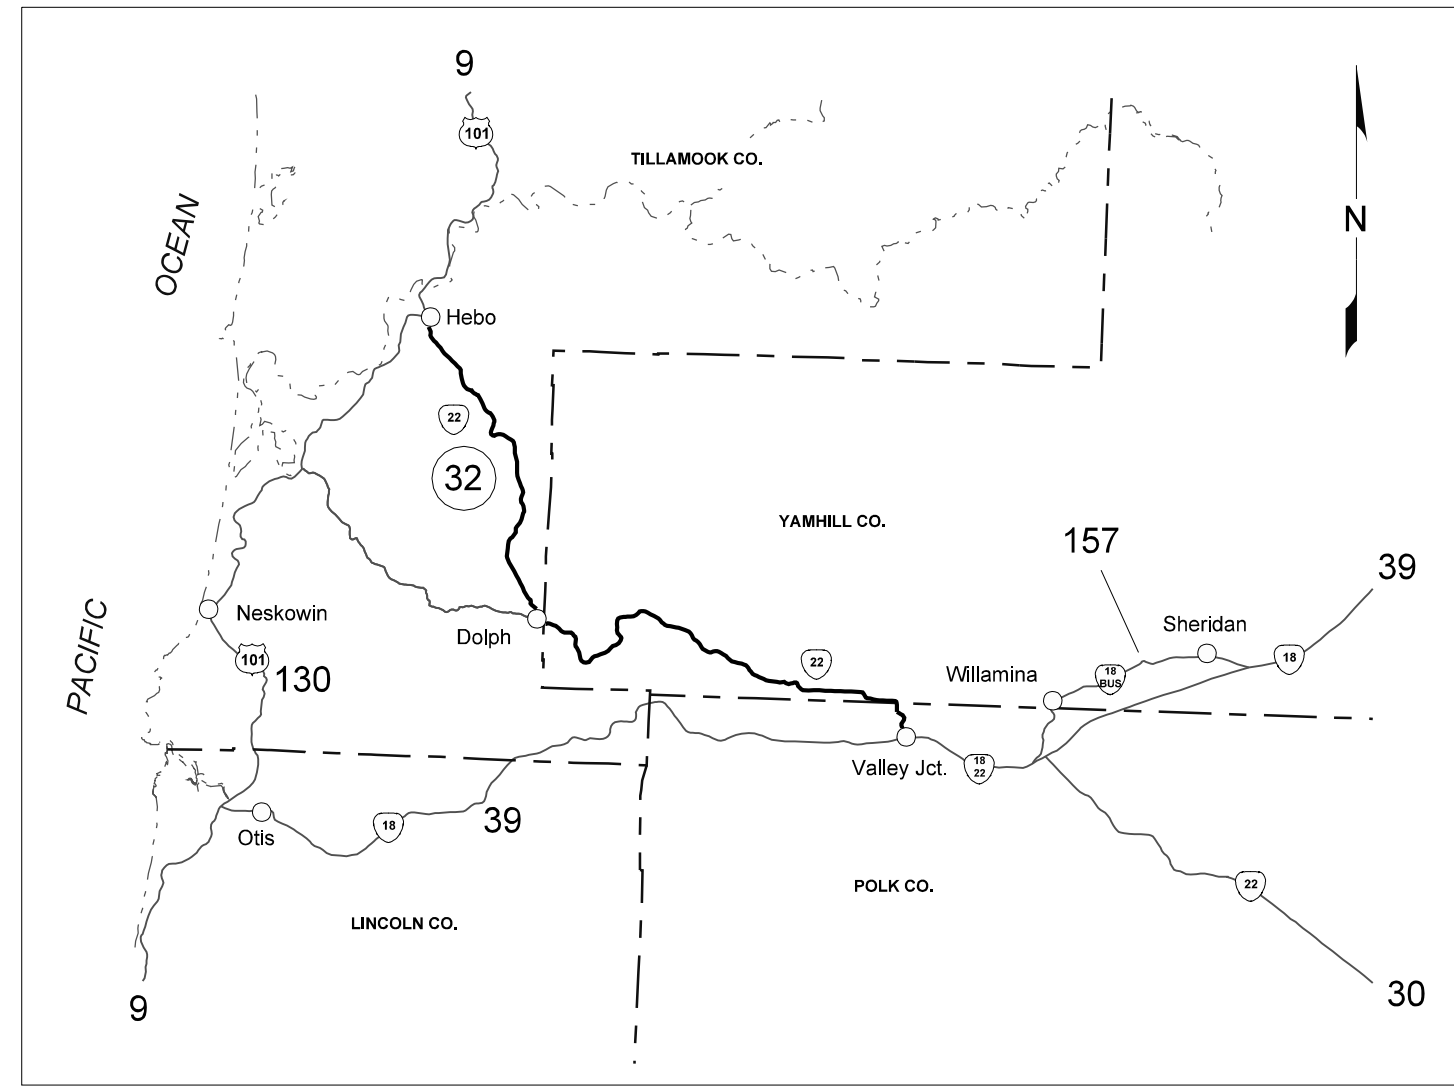 9
101
TILLAMOOK CO.
OCEAN
N
Hebo
22
32
YAMHILL CO.
157
39
PACIFIC
Neskowin
Dolph
Sheridan
101
130
22
Willamina
18
BUS
18
Valley Jct.
18
22
Otis
18
39
POLK CO.
22
LINCOLN CO.
9
30